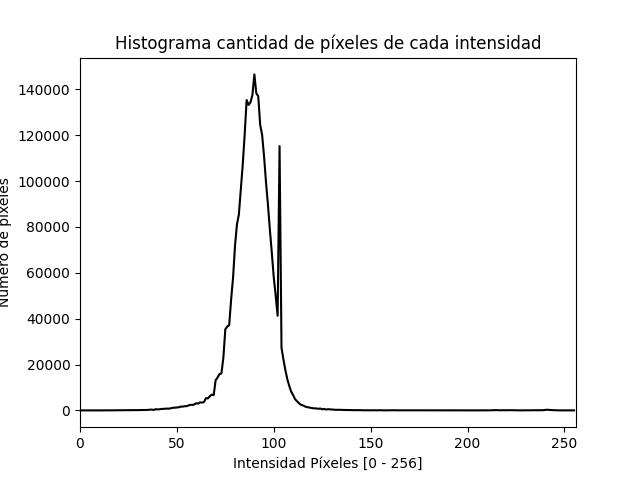 Histograma cantidad de píxeles de cada intensidad
140000
120000
100000
80000
60000
40000
20000
0
Número de píxeles
0 50 100 150 200 250
Intensidad Píxeles [0 - 256]